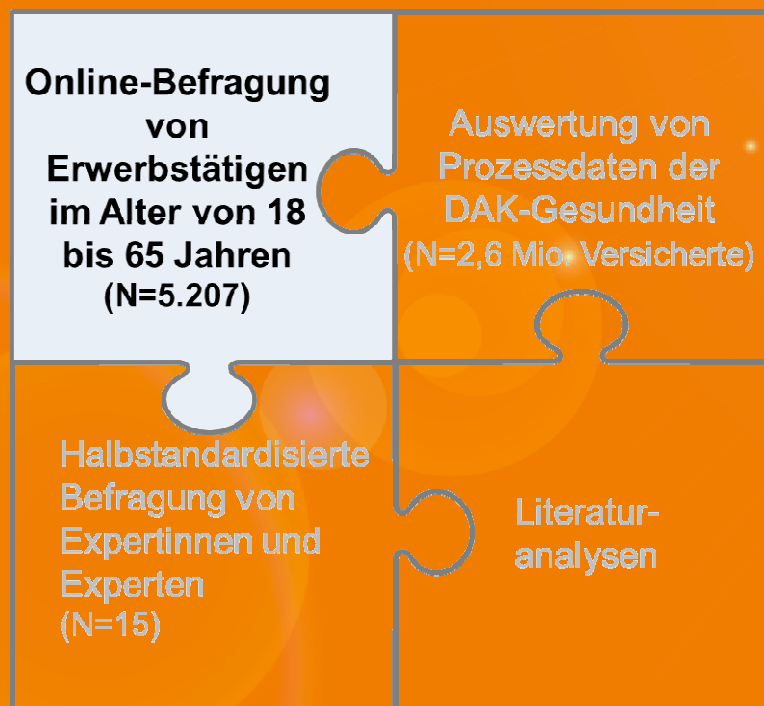 Online-Befragung
von
Erwerbstätigen
im Alter von 18
bis 65 Jahren
(N=5.207)
Auswertung von
Prozessdaten der
DAK-Gesundheit
(N=2,6 Mio. Versicherte)
Halbstandardisierte
Befragung von
Expertinnen und
Experten
(N=15)
Literatur-
analysen